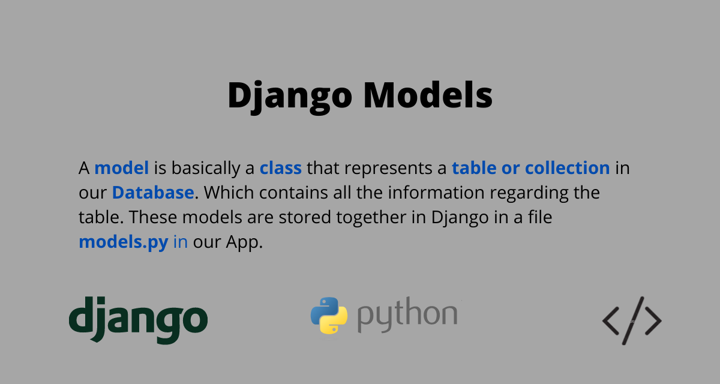 Django Models
A model is basically a class that represents a table or collection in
our Database. Which contains all the information regarding the
table. These models are stored together in Django in a file
models.py in our App.
django
python
</>